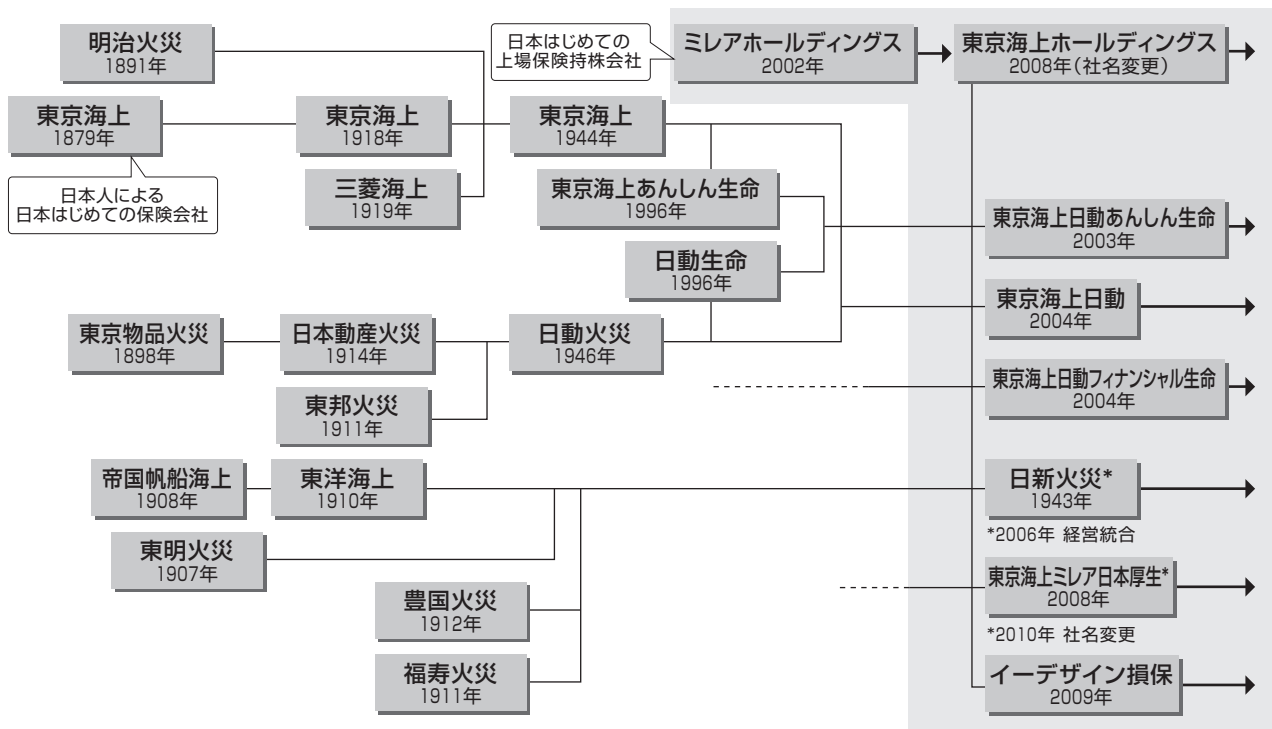 明治火災
1891年
日本はじめての
上場保険持株会社
ミレアホールディングス
2002年
東京海上ホールディングス
2008年（社名変更）
東京海上
1879年
東京海上
1918年
東京海上
1944年
日本人による
日本はじめての保険会社
三菱海上
1919年
東京海上あんしん生命
1996年
東京海上日動あんしん生命
2003年
日動生命
1996年
東京海上日動
2004年
東京物品火災
1898年
日本動産火災
1914年
日動火災
1946年
東京海上日動フィナンシャル生命
2004年
東邦火災
1911年
帝国帆船海上
1908年
東洋海上
1910年
日新火災*
1943年
*2006年 経営統合
東明火災
1907年
東京海上ミレア日本厚生*
2008年
*2010年 社名変更
豊国火災
1912年
福寿火災
1911年
イーデザイン損保
2009年